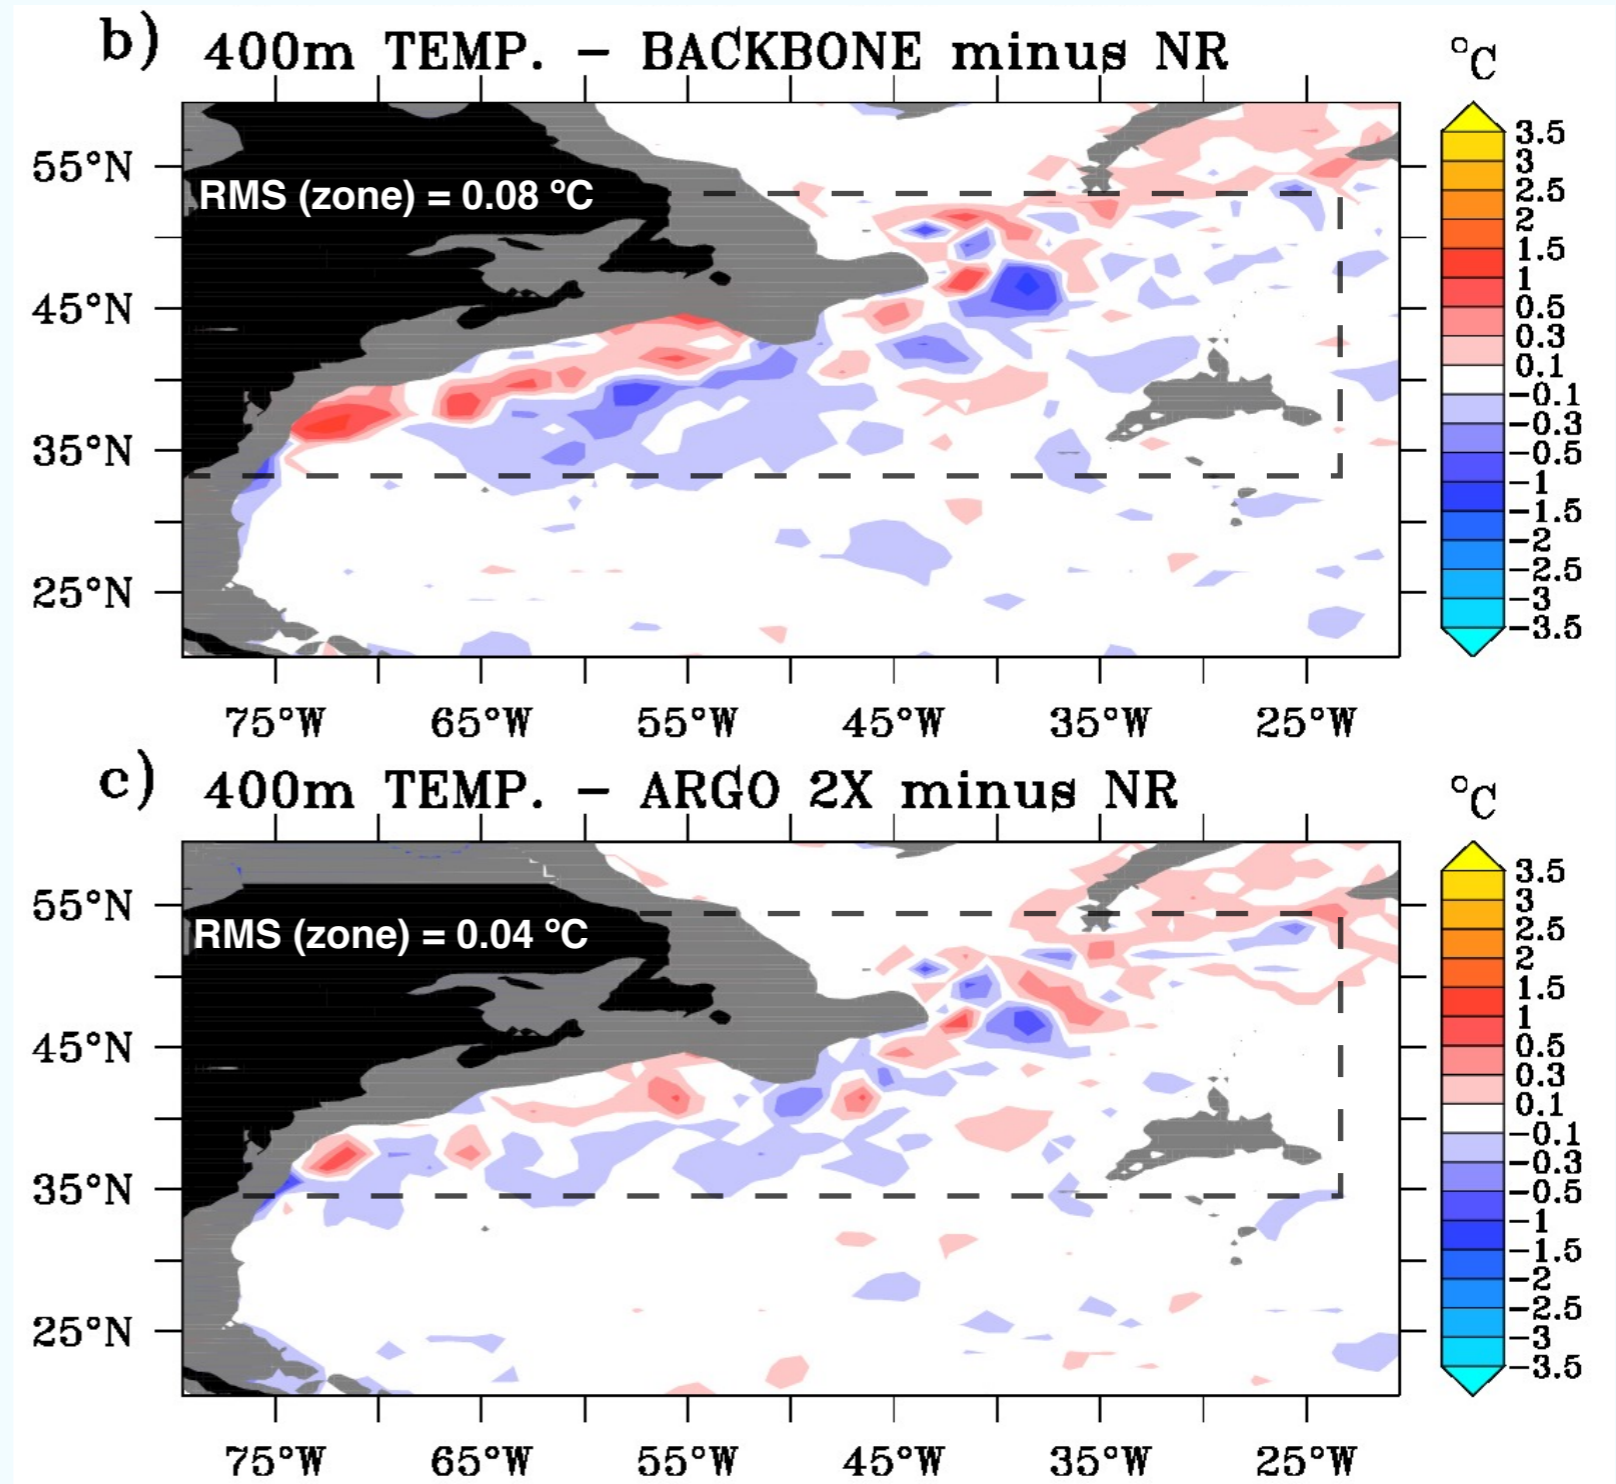 b) 400m TEMP. – BACKBONE minus NR
°C
55°N
45°N
35°N
25°N
RMS (zone) = 0.08 ºC
75°W 65°W 55°W 45°W 35°W 25°W
3.5
3
2.5
2
1.5
1
0.5
0.3
0.1
−0.1
−0.3
−0.5
−1
−1.5
−2
−2.5
−3
−3.5
c) 400m TEMP. – ARGO 2X minus NR
°C
55°N
45°N
35°N
25°N
RMS (zone) = 0.04 ºC
75°W 65°W 55°W 45°W 35°W 25°W
3.5
3
2.5
2
1.5
1
0.5
0.3
0.1
−0.1
−0.3
−0.5
−1
−1.5
−2
−2.5
−3
−3.5